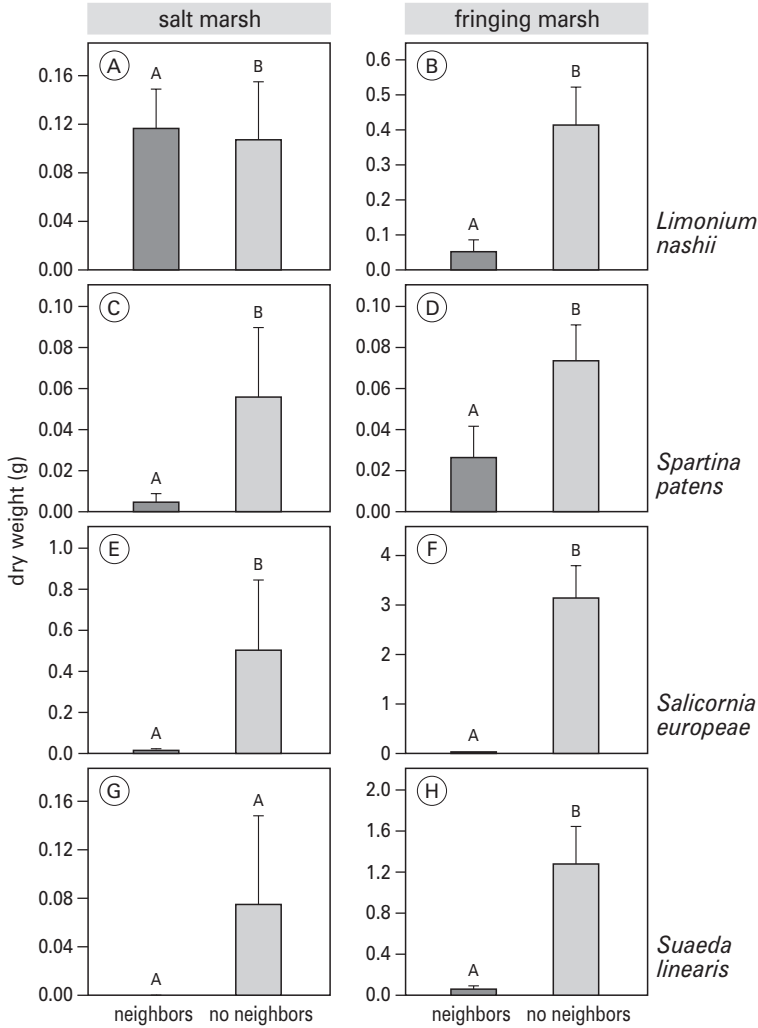 salt marsh
fringing marsh
dry weight (g)
A
0.16
0.12
0.08
0.04
0.00
A
B
B
0.6
0.5
0.4
0.3
0.2
0.1
0.0
A
B
Limonium
nashii
C
0.10
0.08
0.06
0.04
0.02
0.00
A
B
D
0.10
0.08
0.06
0.04
0.02
0.00
A
B
Spartina
patens
E
1.0
0.8
0.6
0.4
0.2
0.0
A
B
F
4
3
2
1
0
A
B
Salicornia
europeae
G
0.16
0.12
0.08
0.04
0.00
A
A
H
2.0
1.6
1.2
0.8
0.4
0.0
A
B
Suaeda
linearis
neighbors no neighbors
neighbors no neighbors